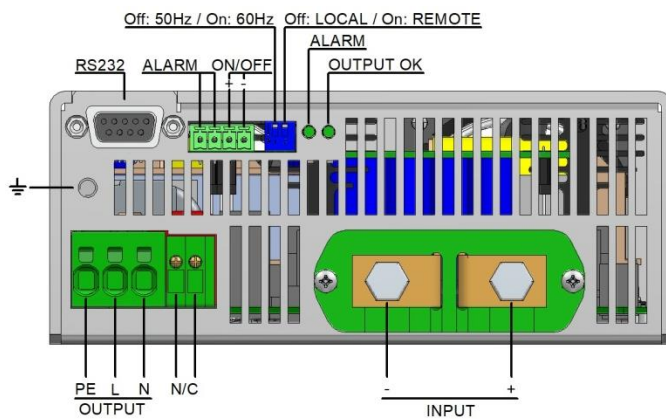 Off: 50Hz / On: 60Hz
Off: LOCAL / On: REMOTE
ALARM
RS232
ALARM
ON/OFF
OUTPUT OK
+ -
PE L N N/C
OUTPUT
- +
INPUT